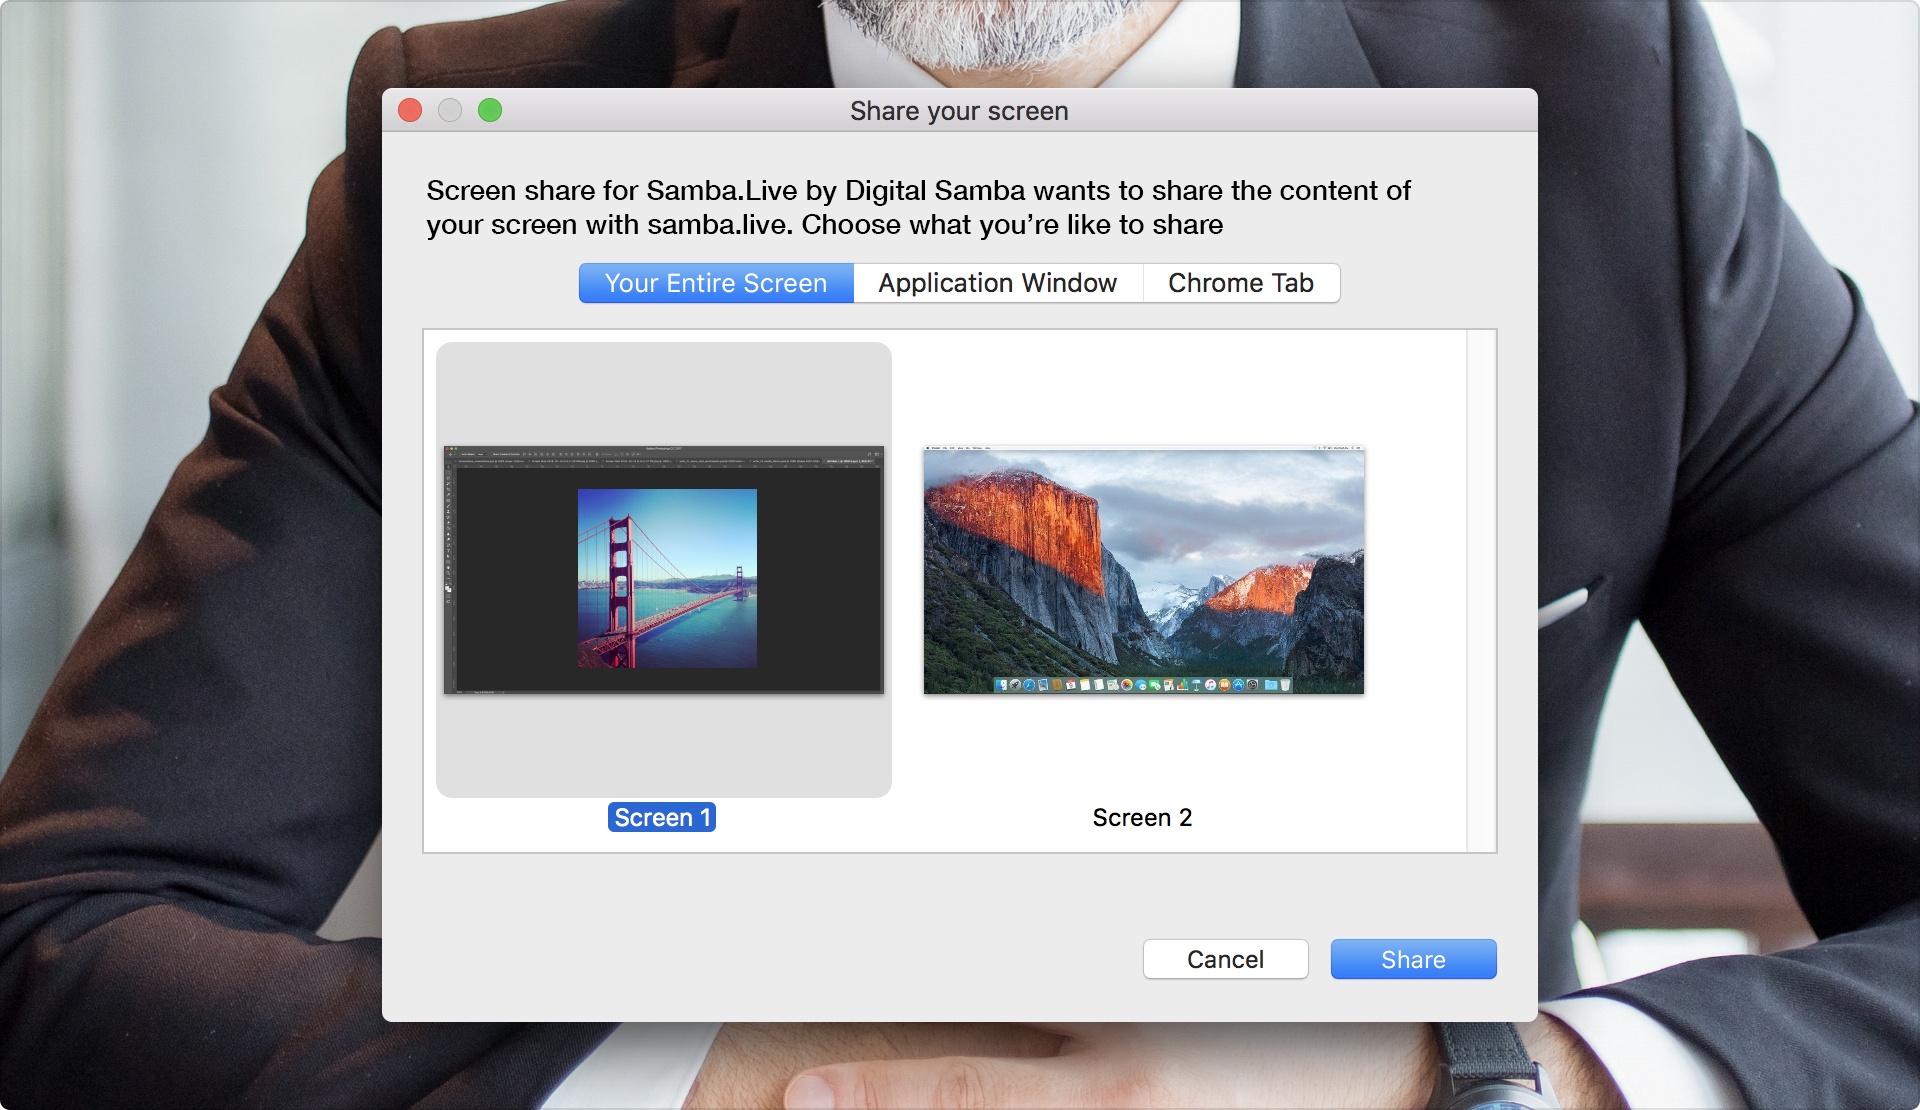 Share your screen
Screen share for Samba.Live by Digital Samba wants to share the content of
your screen with samba.live. Choose what you’re like to share
Your Entire Screen
Application Window
Chrome Tab
Screen 1
Screen 2
Cancel
Share